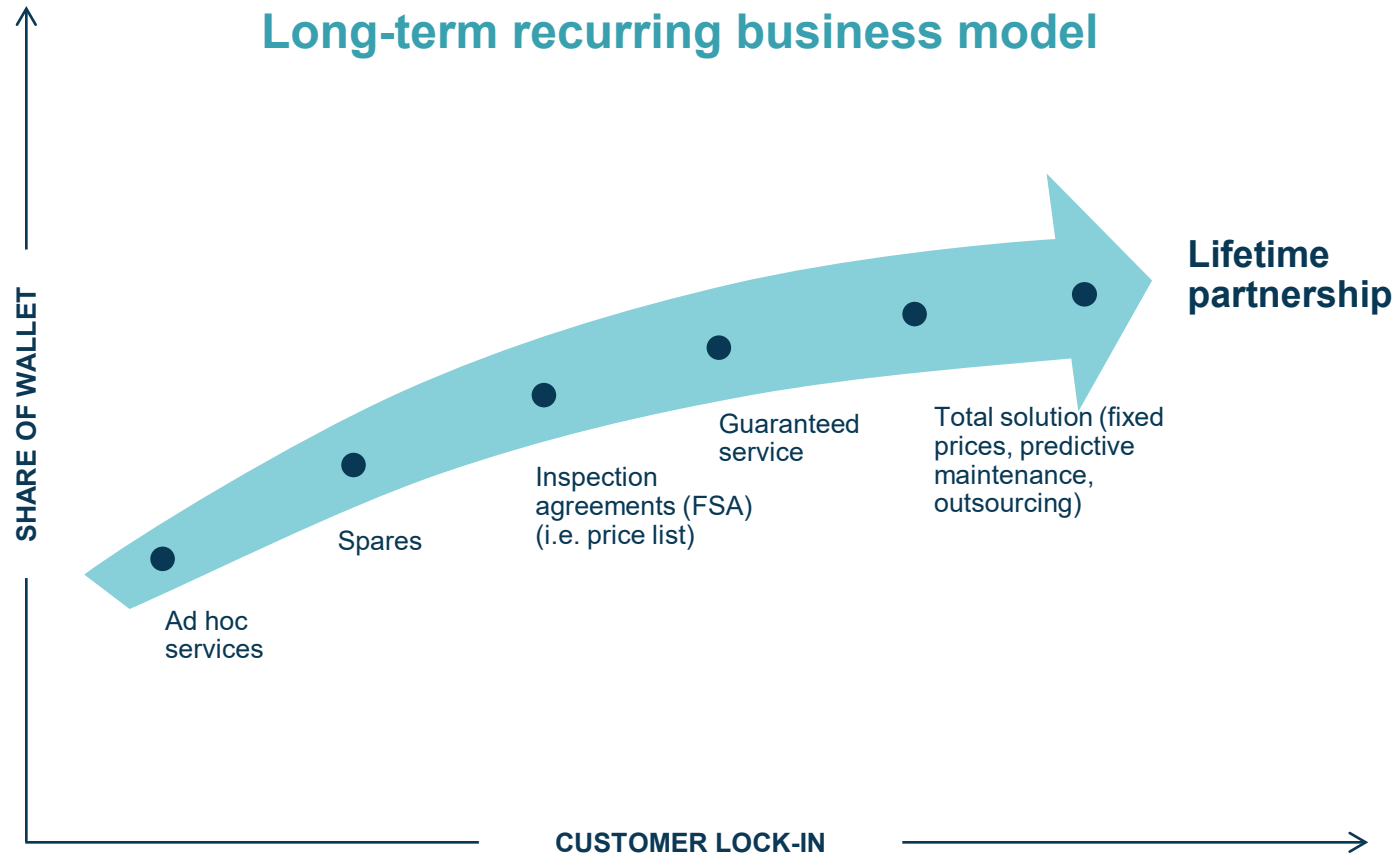 Long-term recurring business model
SHARE OF WALLET
Lifetime
partnership
Total solution (fixed
prices, predictive
maintenance,
outsourcing)
Guaranteed
service
Inspection
agreements (FSA)
(i.e. price list)
Spares
Ad hoc
services
CUSTOMER LOCK-IN